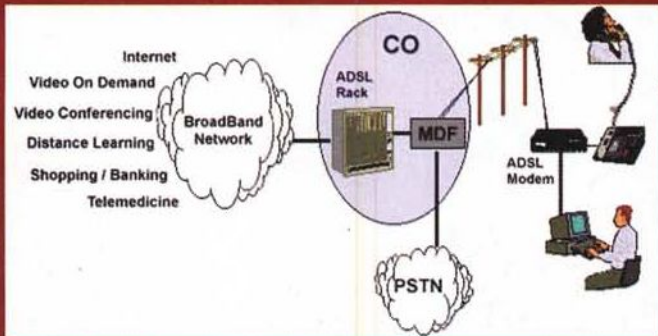 Internet
Video On Demand
Video Conferencing
Distance Learning
Shopping / Banking
Telemedicine
BroadBand
Network
CO
ADSL
Rack
MDF
PSTN
ADSL
Modem